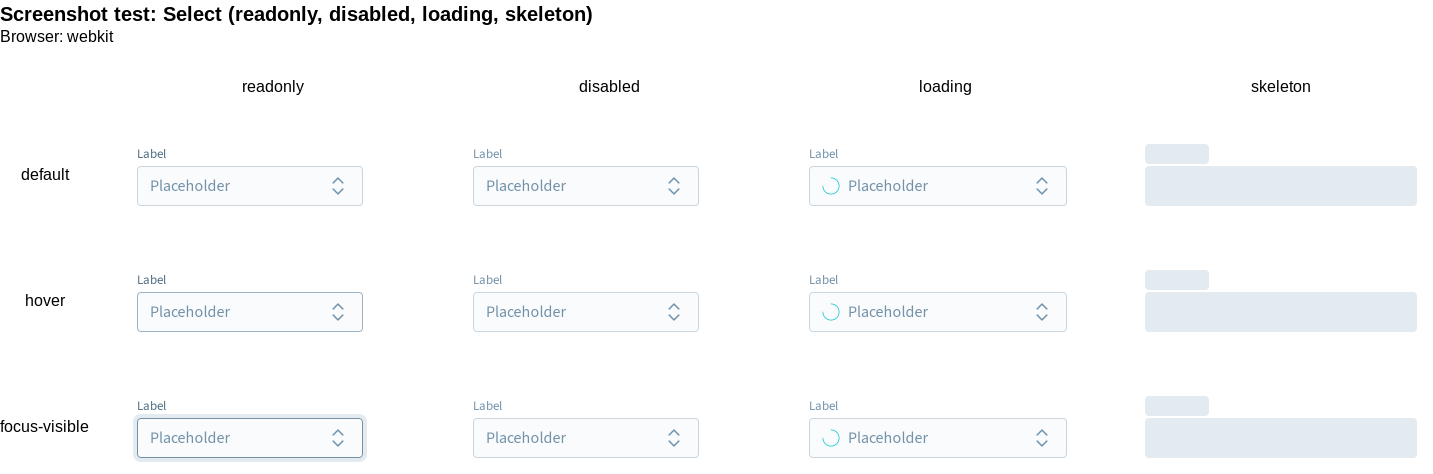 Screenshot test: Select (readonly, disabled, loading, skeleton)
Browser: webkit
readonly disabled loading skeleton
Label Label Label
default Placeholder Placeholder Placeholder
Label Label Label
hover Placeholder Placeholder Placeholder
Label Label Label
focus-visible Placeholder Placeholder Placeholder